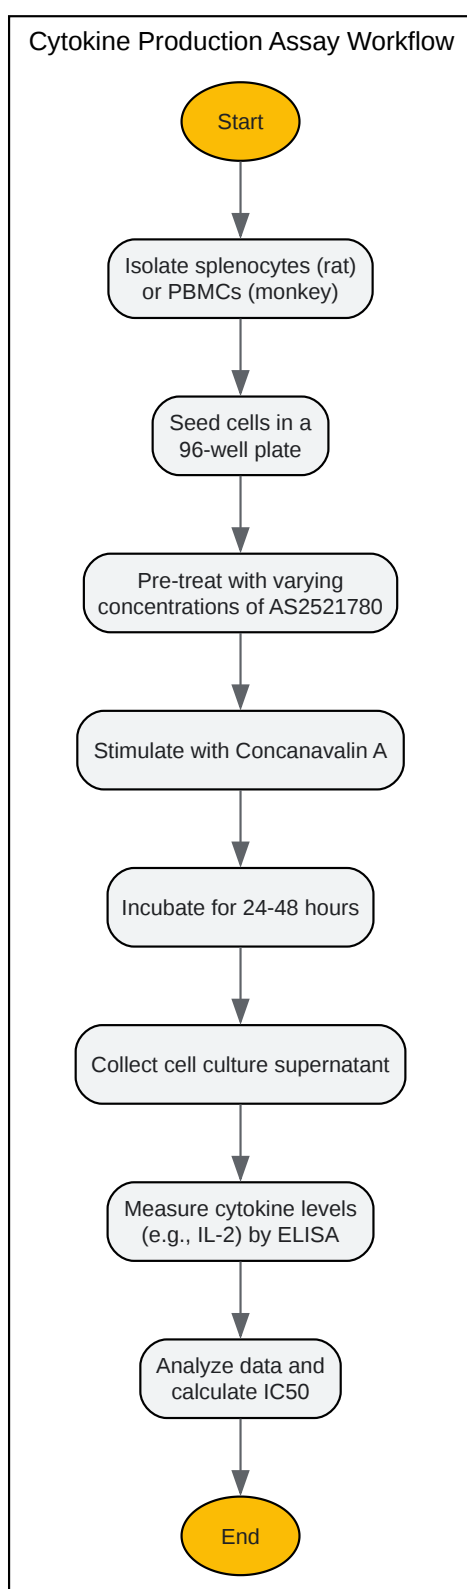 Cytokine Production Assay Workflow
Start
Isolate splenocytes (rat)
or PBMCs (monkey)
Seed cells in a
96-well plate
Pre-treat with varying
concentrations of AS2521780
Stimulate with Concanavalin A
Incubate for 24-48 hours
Collect cell culture supernatant
Measure cytokine levels
(e.g., IL-2) by ELISA
Analyze data and
calculate IC50
End